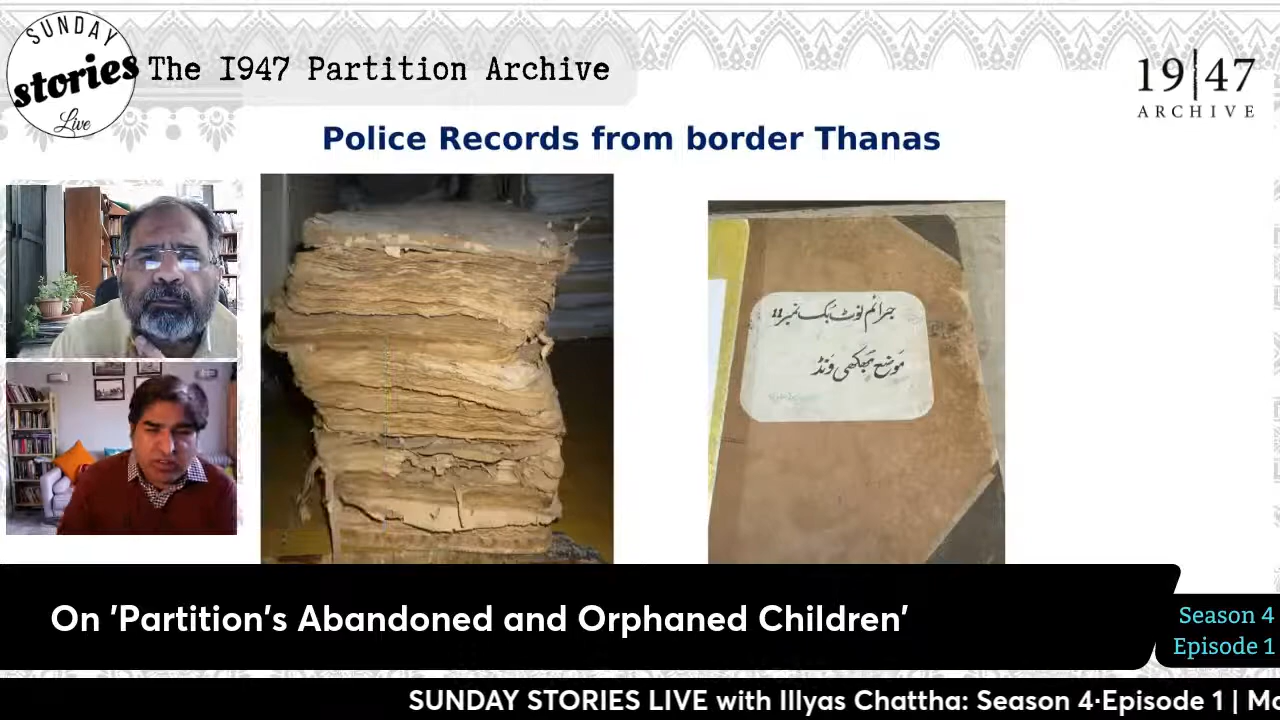 SUNDAY
stories
Live
The 1947 Partition Archive
19|47
ARCHIVE
Police Records from border Thanas
جرائم نوٹ بک نمبر 11
موضع
On 'Partition's Abandoned and Orphaned Children'
Season 4
Episode 1
SUNDAY STORIES LIVE with Illyas Chattha: Season 4·Episode 1 | Mo